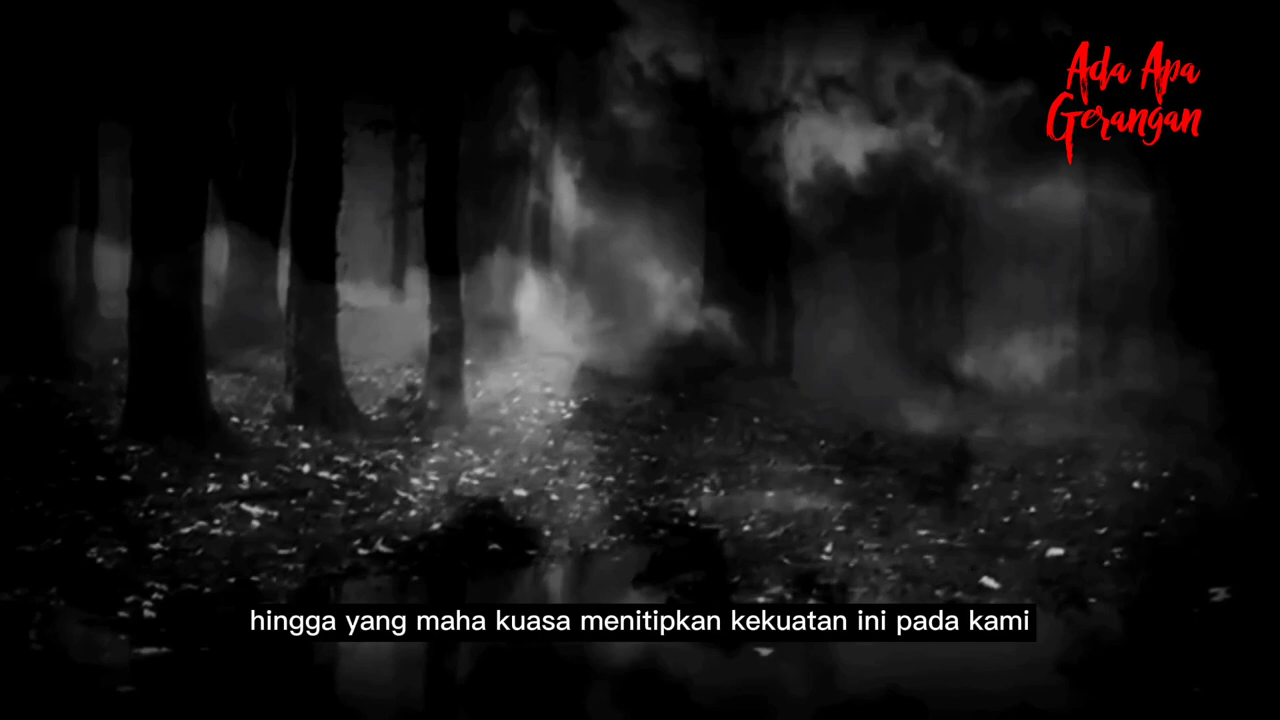 Ada Apa
Gerangan
hingga yang maha kuasa menitipkan kekuatan ini pada kami